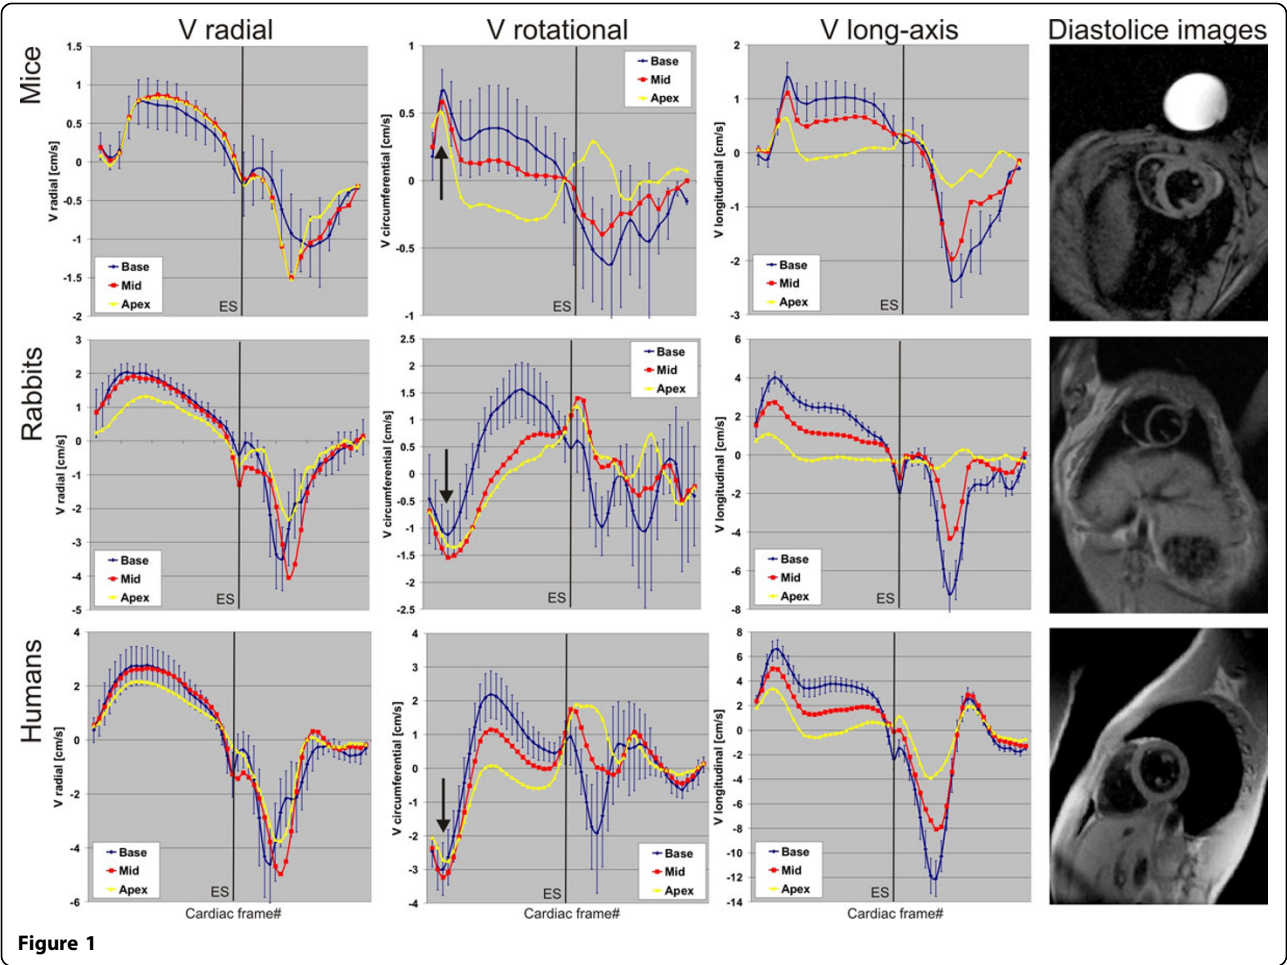 V radial
V rotational
V long-axis
Diastolice images
Mice
V radial [cm/s]
1.5
1
0.5
0
-0.5
-1
-1.5
-2
Base
Mid
Apex
ES
V circumferential [cm/s]
1
0.5
0
-0.5
-1
Base
Mid
Apex
ES
V longitudinal [cm/s]
2
1
0
-1
-2
-3
Base
Mid
Apex
ES
Rabbits
V radial [cm/s]
3
2
1
0
-1
-2
-3
-4
-5
Base
Mid
Apex
ES
V circumferential [cm/s]
2.5
2
1.5
1
0.5
0
-0.5
-1
-1.5
-2
-2.5
Base
Mid
Apex
ES
V longitudinal [cm/s]
6
4
2
0
-2
-4
-6
-8
Base
Mid
Apex
ES
Humans
V radial [cm/s]
4
2
0
-2
-4
-6
Base
Mid
Apex
ES
Cardiac frame#
V circumferential [cm/s]
4
3
2
1
0
-1
-2
-3
-4
Base
Mid
Apex
ES
Cardiac frame#
V longitudinal [cm/s]
8
6
4
2
0
-2
-4
-6
-8
-10
-12
-14
Base
Mid
Apex
ES
Cardiac frame#
Figure 1